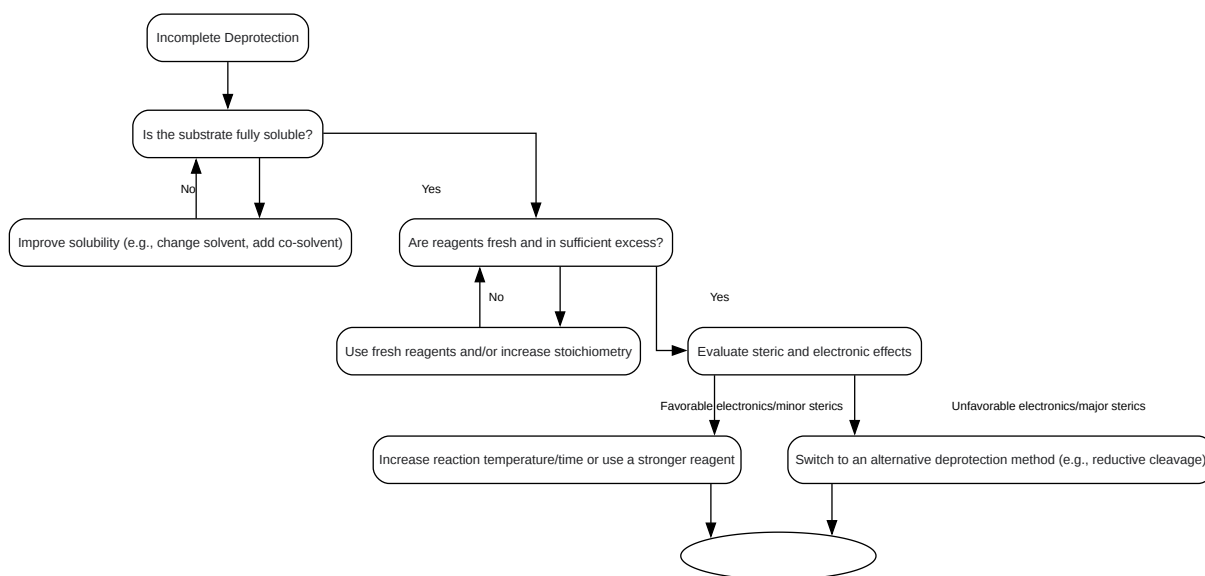 Incomplete Deprotection
Is the substrate fully soluble?
No
Yes
Improve solubility (e.g., change solvent, add co-solvent)
Are reagents fresh and in sufficient excess?
No
Yes
Use fresh reagents and/or increase stoichiometry
Evaluate steric and electronic effects
Favorable electronics/minor sterics
Unfavorable electronics/major sterics
Increase reaction temperature/time or use a stronger reagent
Switch to an alternative deprotection method (e.g., reductive cleavage)